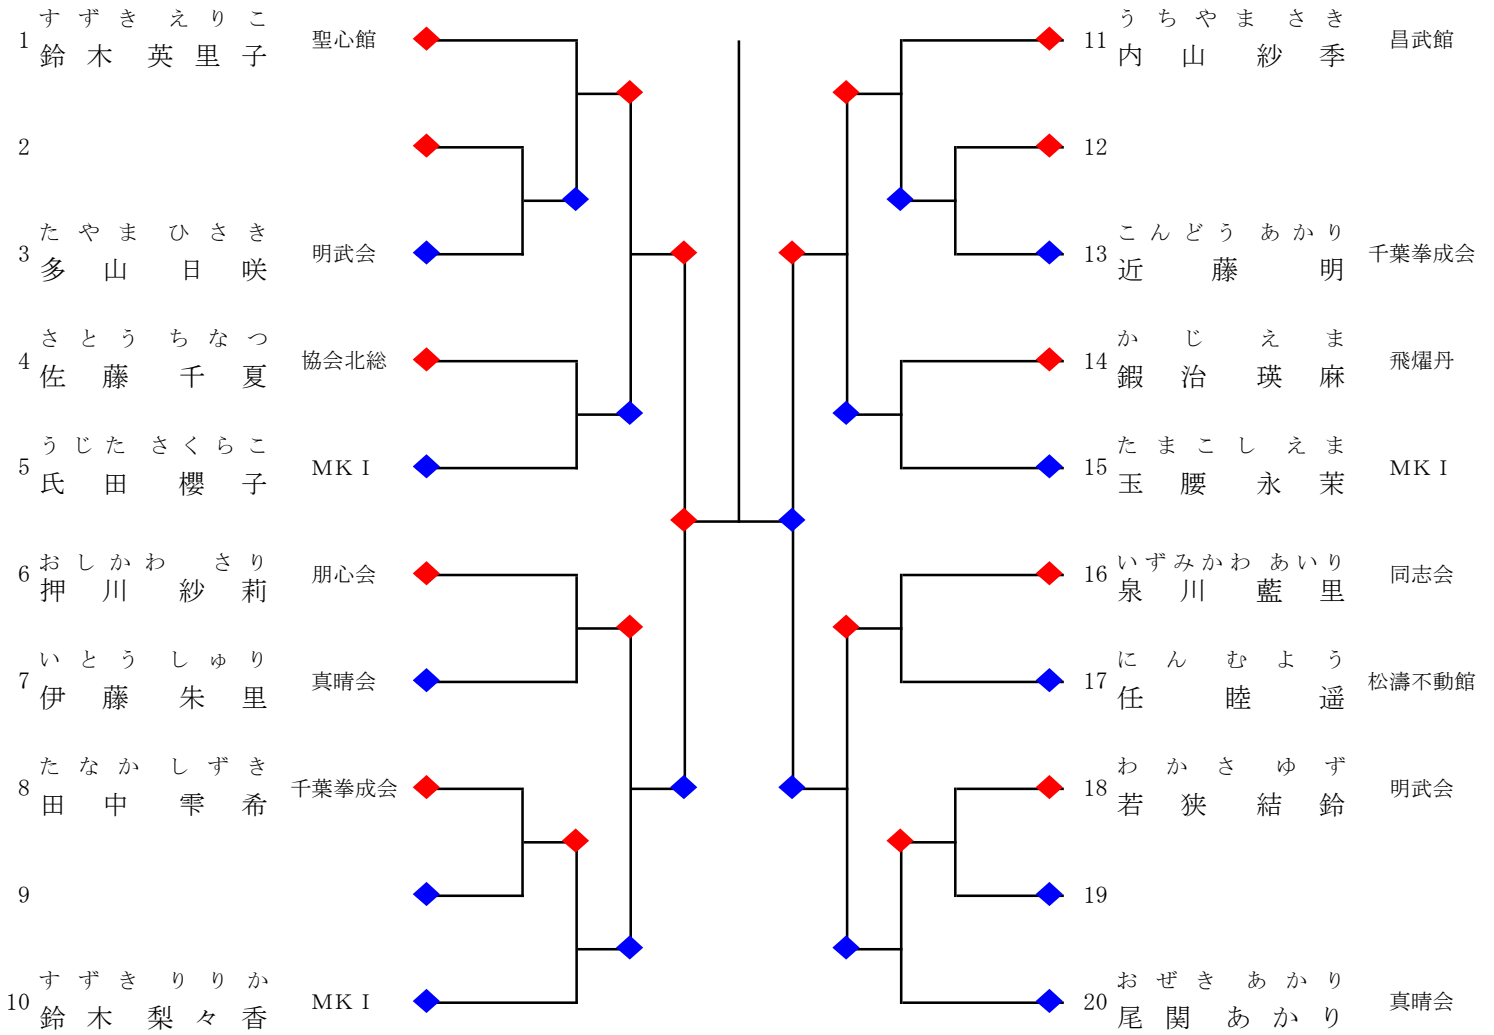 すずき えりこ
1 鈴木 英里子 聖心館
2
たやま ひさき
3 多山 日咲 明武会
さとう ちなつ
4 佐藤 千夏 協会北総
うじた さくらこ
5 氏田 櫻子 MKI
おしかわ さり
6 押川 紗莉 朋心会
いとう しゅり
7 伊藤 朱里 真晴会
たなか しずき
8 田中 雫希 千葉拳成会
9
すずき りりか
10 鈴木 梨々香 MKI
うちやま さき
11 内山 紗季 昌武館
12
こんどう あかり
13 近藤 明 千葉拳成会
かじ えま
14 鍜治 瑛麻 飛燿丹
たまこし えま
15 玉腰 永茉 MKI
いずみかわ あいり
16 泉川 藍里 同志会
にん むよう
17 任 睦遥 松濤不動館
わかさ ゆず
18 若狭 結鈴 明武会
19
おぜき あかり
20 尾関 あかり 真晴会